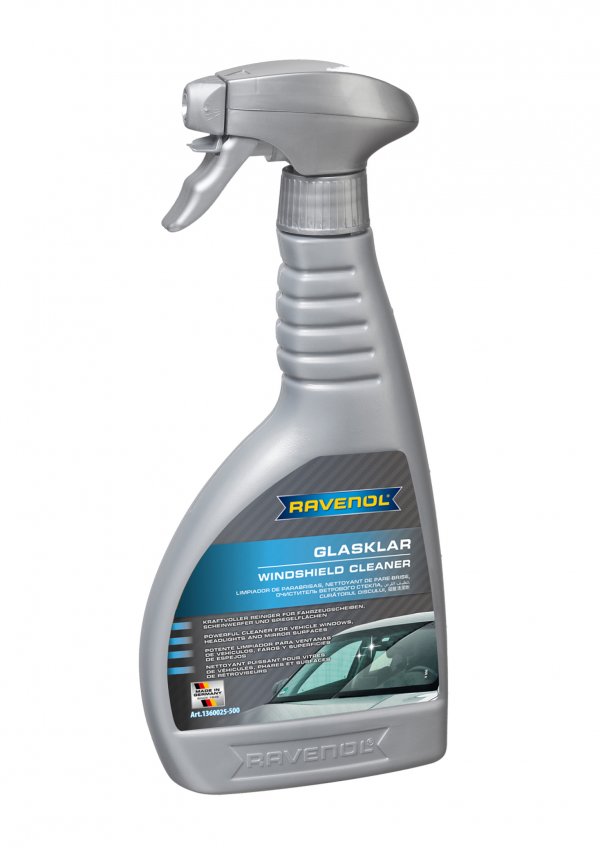 RAVENOL®
GLASKLAR
WINDSHIELD CLEANER
LIMPIADOR DE PARABRISAS, NETTOYANT DE PARE BRISE,
ОЧИСТИТЕЛЬ ВЕТРОВОГО СТЕКЛА,
CURĂTORUL DISCULUI,
KRAFTVOLLER REINIGER FÜR FAHRZEUGSCHEIBEN,
SCHEINWERFER UND SPIEGELFLÄCHEN
POWERFUL CLEANER FOR VEHICLE WINDOWS,
HEADLIGHTS AND MIRROR SURFACES
POTENTE LIMPIADOR PARA VENTANAS
DE VEHÍCULOS, FAROS Y SUPERFICIES
DE ESPEJOS
NETTOYANT PUISSANT POUR VITRES
DE VÉHICULES, PHARES ET SURFACES
DE RÉTROVISEURS
MADE IN
GERMANY
SINCE 1946
Art.1360025-500
RAVENOL®